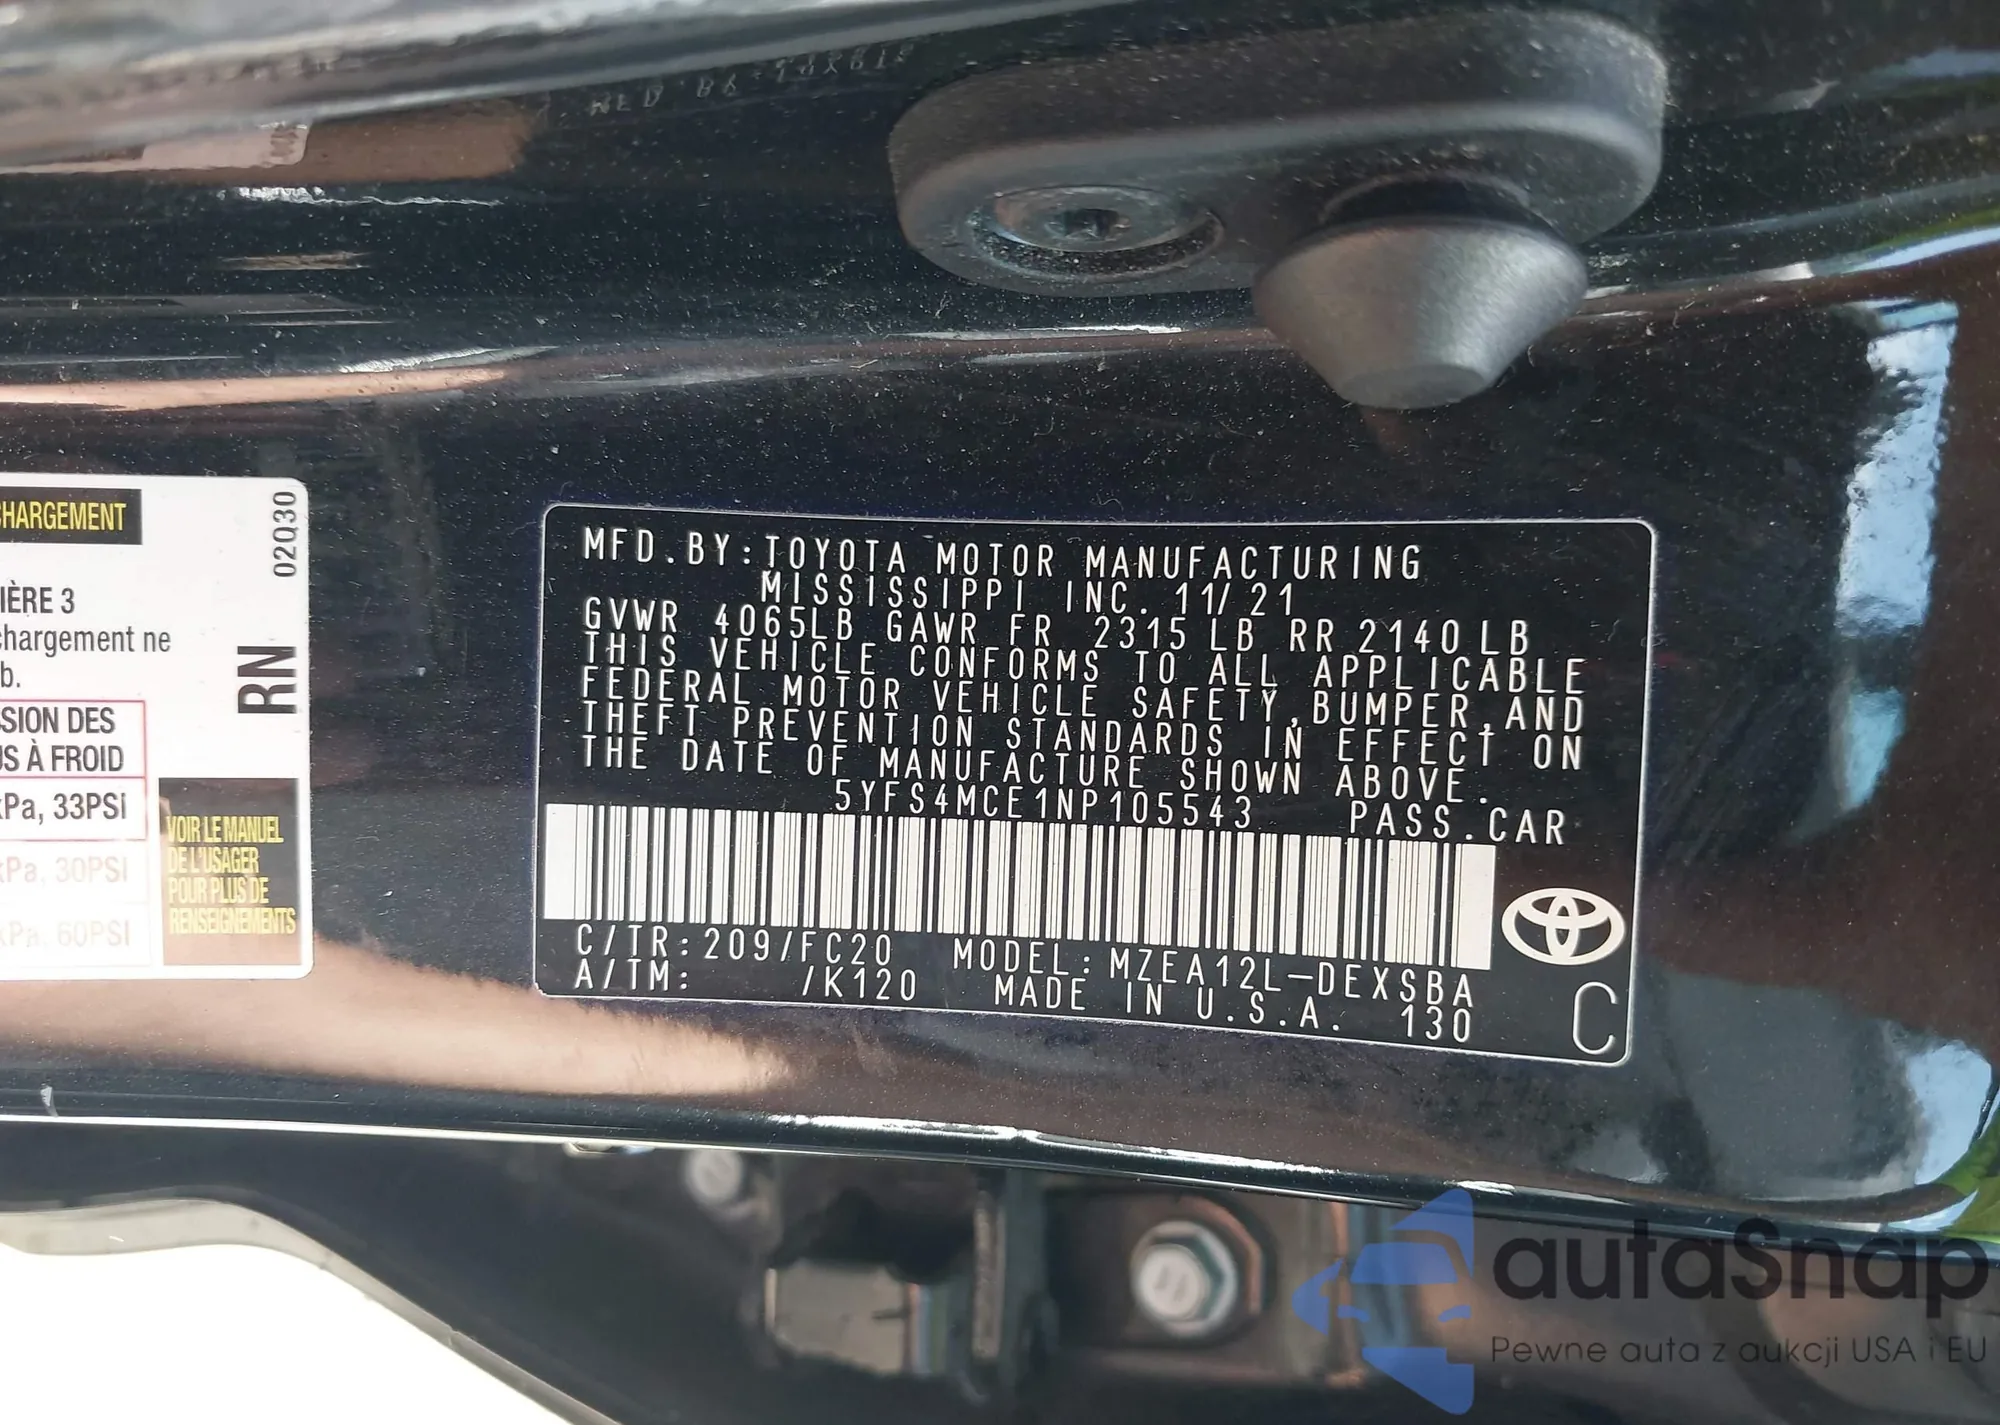 CHARGEMENT
02Q30
IÈRE 3
chargement ne
b.
RN
SION DES
US À FROID
kPa, 33PSI
kPa, 30PSI
kPa, 60PSI
VOIR LE MANUEL
DE L'USAGER
POUR PLUS DE
RENSEIGNEMENTS
MFD.BY:TOYOTA MOTOR MANUFACTURING
MISSISSIPPI INC. 11/21
GVWR 4065LB GAWR FR 2315 LB RR 2140 LB
THIS VEHICLE CONFORMS TO ALL APPLICABLE
FEDERAL MOTOR VEHICLE SAFETY,BUMPER,AND
THEFT PREVENTION STANDARDS IN EFFECT ON
THE DATE OF MANUFACTURE SHOWN ABOVE.
5YFS4MCE1NP105543 PASS.CAR
C/TR:209/FC20 MODEL:MZEA12L-DEXSBA
A/TM: /K120 MADE IN U.S.A. 130
C
autaSnap
Pewne auta z aukcji USA i EU